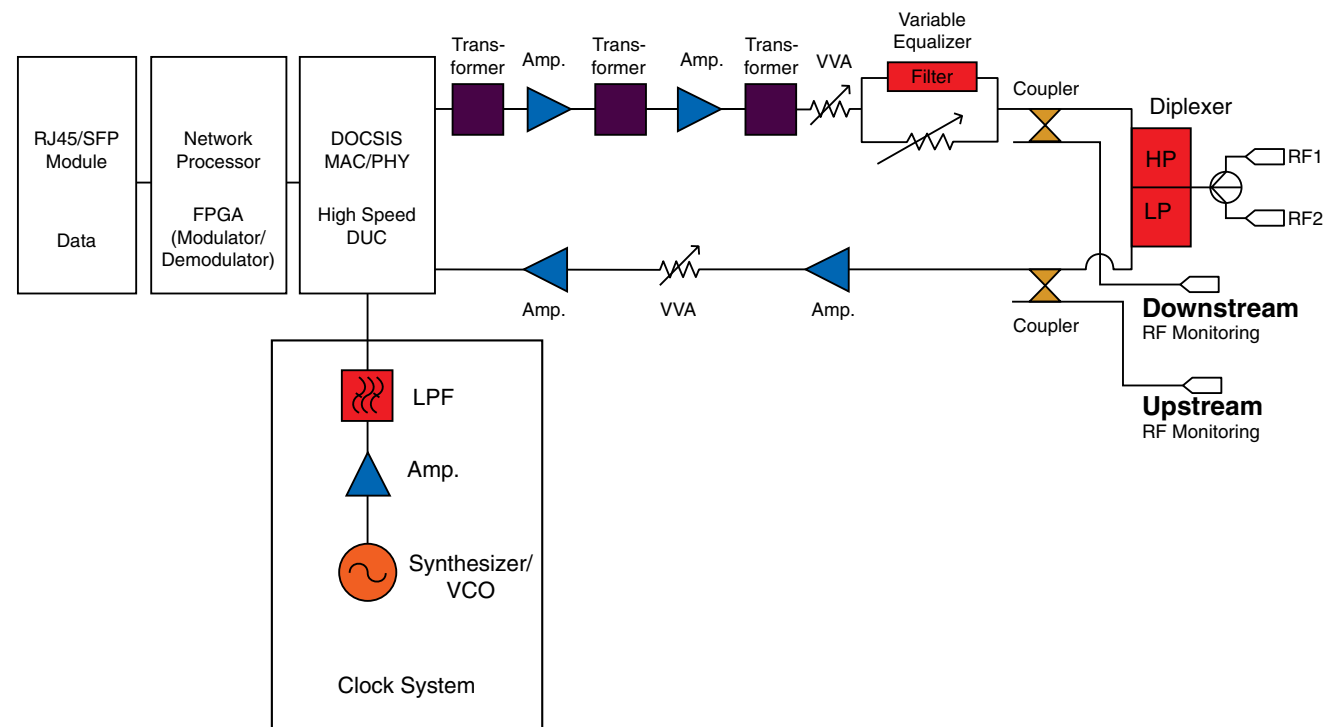 RJ45/SFP
Module
Data
Network
Processor
FPGA
(Modulator/
Demodulator)
DOCSIS
MAC/PHY
High Speed
DUC
Trans-
former
Amp.
Trans-
former
Amp.
Trans-
former
VVA
Variable
Equalizer
Filter
Coupler
Diplexer
HP
LP
RF1
RF2
Amp.
VVA
Amp.
Coupler
Downstream
RF Monitoring
Upstream
RF Monitoring
LPF
Amp.
Synthesizer/
VCO
Clock System